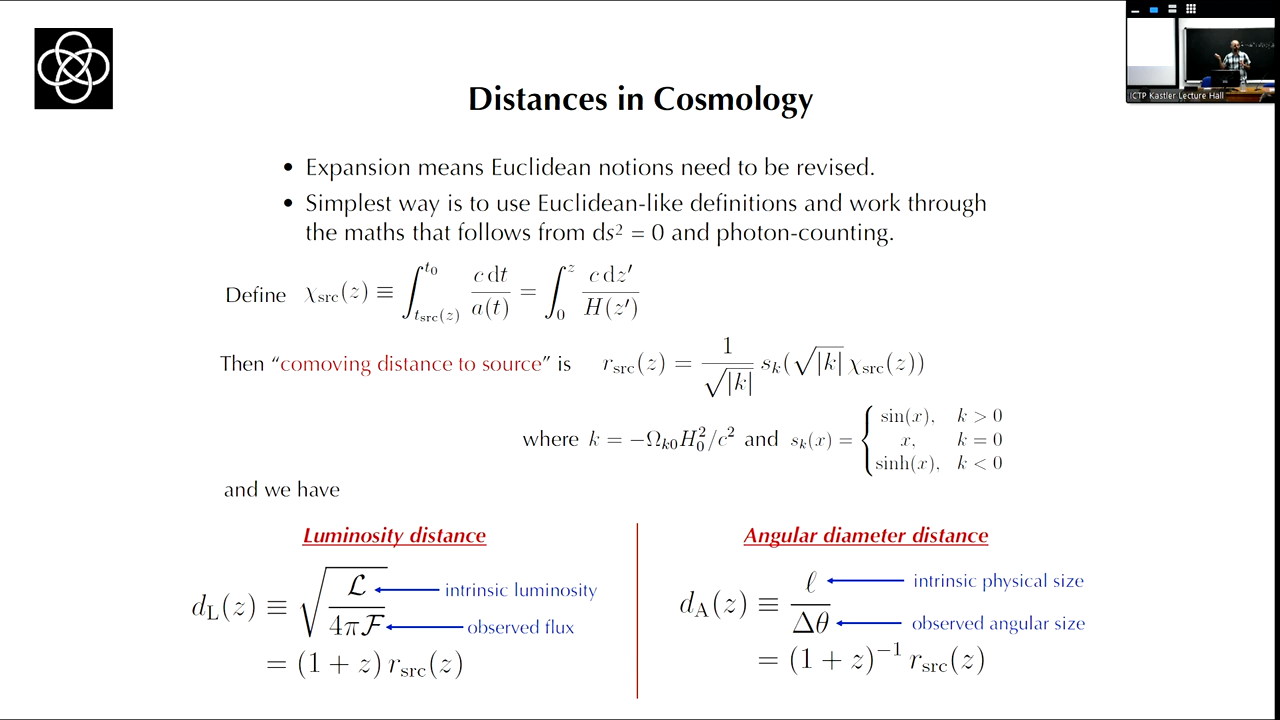 ICTP Kastler Lecture Hall
Distances in Cosmology
• Expansion means Euclidean notions need to be revised.
• Simplest way is to use Euclidean-like definitions and work through
the maths that follows from ds² = 0 and photon-counting.
Define χ_src(z) ≡ ∫_{t_src(z)}^{t_0} c dt / a(t) = ∫_0^z c dz′ / H(z′)
Then “comoving distance to source” is r_src(z) = 1/√|k| s_k(√|k| χ_src(z))
where k = −Ω_{k0}H_0²/c² and s_k(x) = { sin(x), k > 0
x, k = 0
sinh(x), k < 0
and we have
Luminosity distance
d_L(z) ≡ √(ℒ / 4πℱ)
intrinsic luminosity
observed flux
= (1 + z) r_src(z)
Angular diameter distance
d_A(z) ≡ ℓ / Δθ
intrinsic physical size
observed angular size
= (1 + z)⁻¹ r_src(z)